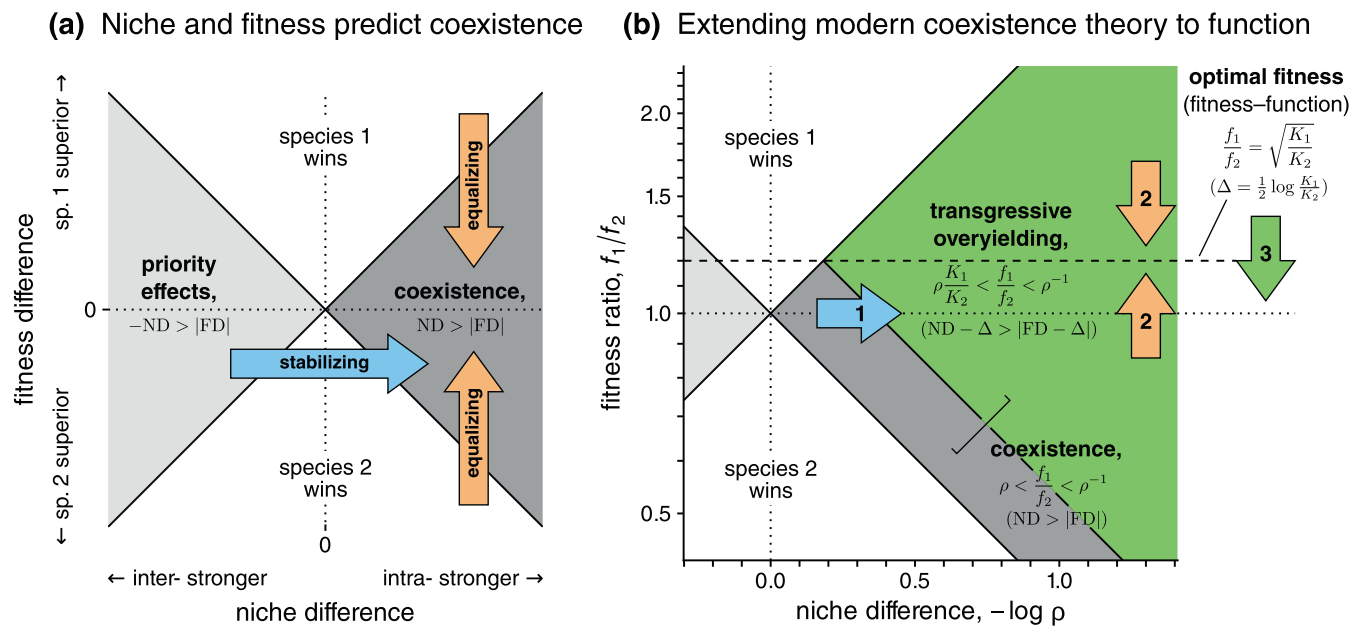 (a) Niche and fitness predict coexistence
sp. 1 superior →
← sp. 2 superior
fitness difference
0
species 1
wins
equalizing
priority
effects,
−ND > |FD|
coexistence,
ND > |FD|
stabilizing
equalizing
species 2
wins
0
← inter- stronger
intra- stronger →
niche difference
(b) Extending modern coexistence theory to function
fitness ratio, f1/f2
2.0
1.5
1.0
0.5
species 1
wins
transgressive
overyielding,
ρ K1/K2 < f1/f2 < ρ⁻¹
(ND − Δ > |FD − Δ|)
1
2
2
species 2
wins
coexistence,
ρ < f1/f2 < ρ⁻¹
(ND > |FD|)
optimal fitness
(fitness–function)
f1/f2 = √(K1/K2)
(Δ = 1/2 log K1/K2)
3
0.0
0.5
1.0
niche difference, −log ρ